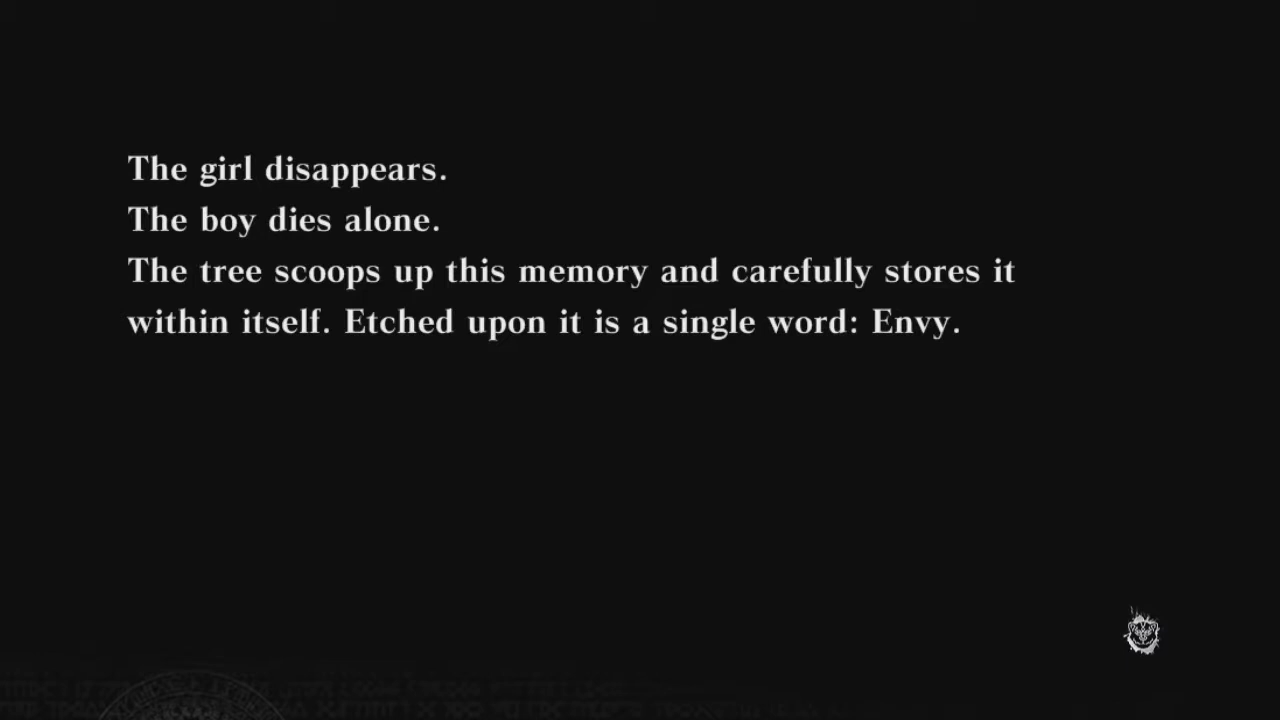 The girl disappears.
The boy dies alone.
The tree scoops up this memory and carefully stores it
within itself. Etched upon it is a single word: Envy.